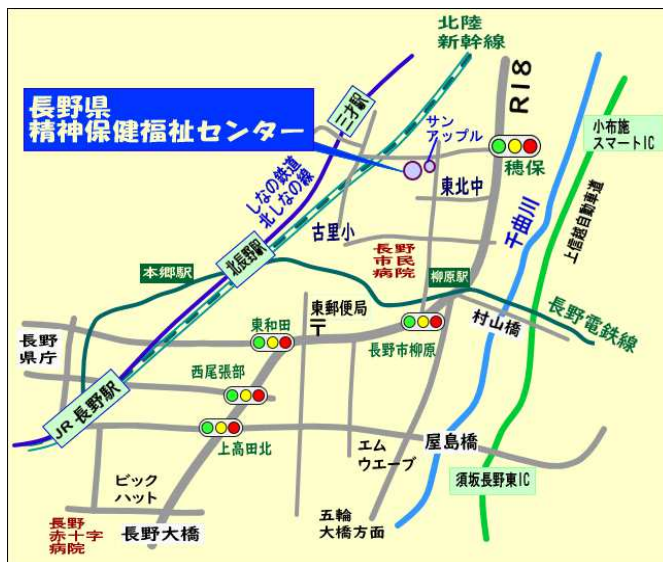 北陸
新幹線
長野県
精神保健福祉センター
三才駅
サン
アップル
R18
穂保
小布施
スマートIC
東北中
しなの鉄道
北しなの線
古里小
千曲川
上信越自動車道
北長野駅
長野
市民
病院
本郷駅
柳原駅
東郵便局
〒
東和田
長野市柳原
村山橋
長野電鉄線
長野
県庁
西尾張部
JR 長野駅
上高田北
エム
ウエーブ
屋島橋
須坂長野東IC
ビック
ハット
長野
赤十字
病院
長野大橋
五輪
大橋方面